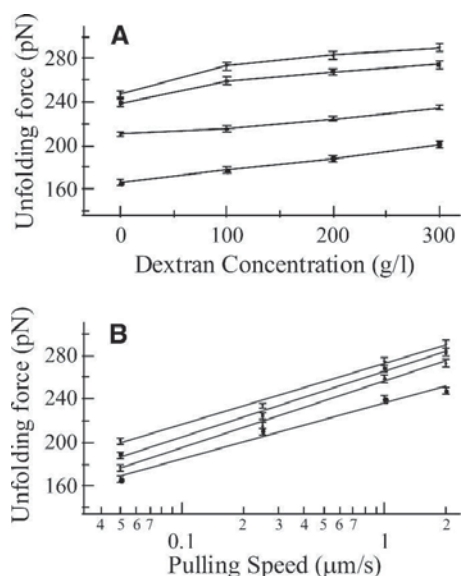 A
Unfolding force (pN)
280
240
200
160
0 100 200 300
Dextran Concentration (g/l)
B
Unfolding force (pN)
280
240
200
160
4 5 6 7 2 3 4 5 6 7 2
0.1 1
Pulling Speed (μm/s)